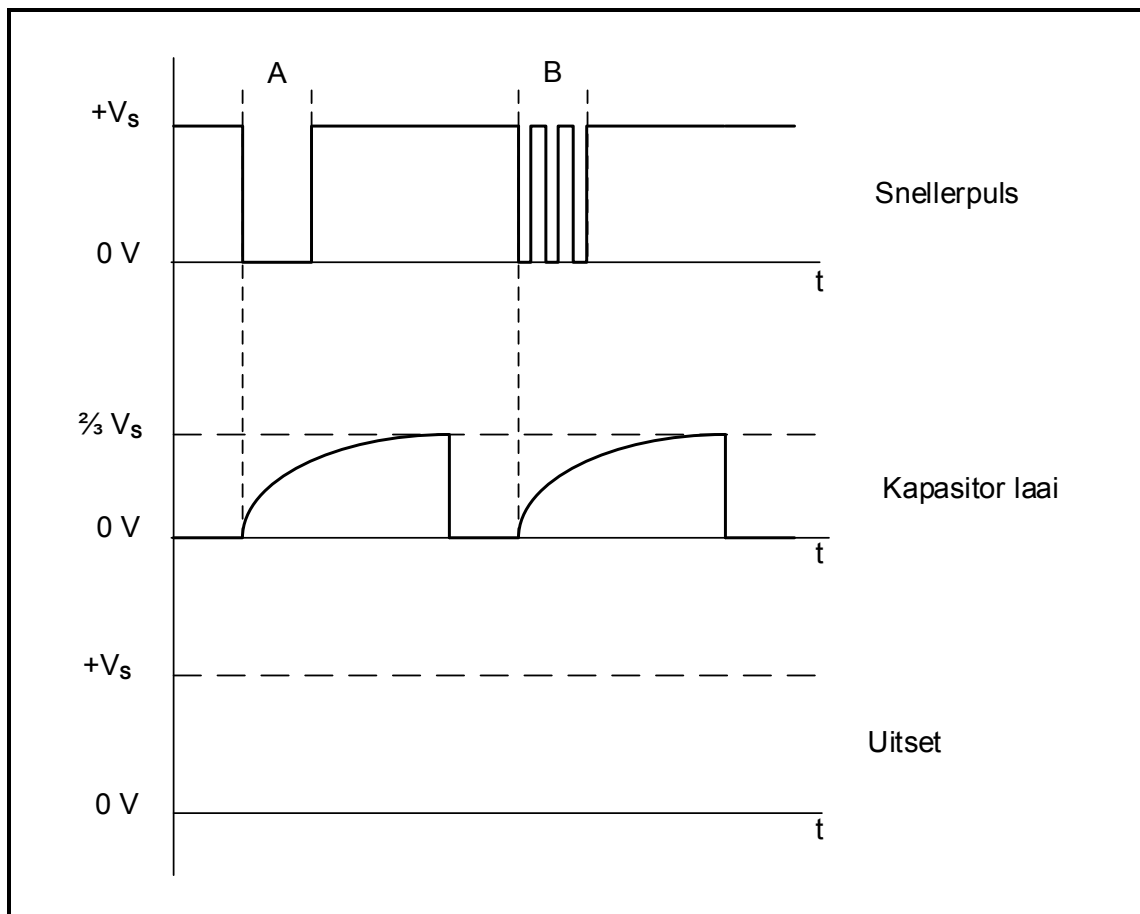 A
B
+Vs
Snellerpuls
0 V
t
⅔ Vs
Kapasitor laai
0 V
t
+Vs
Uitset
0 V
t